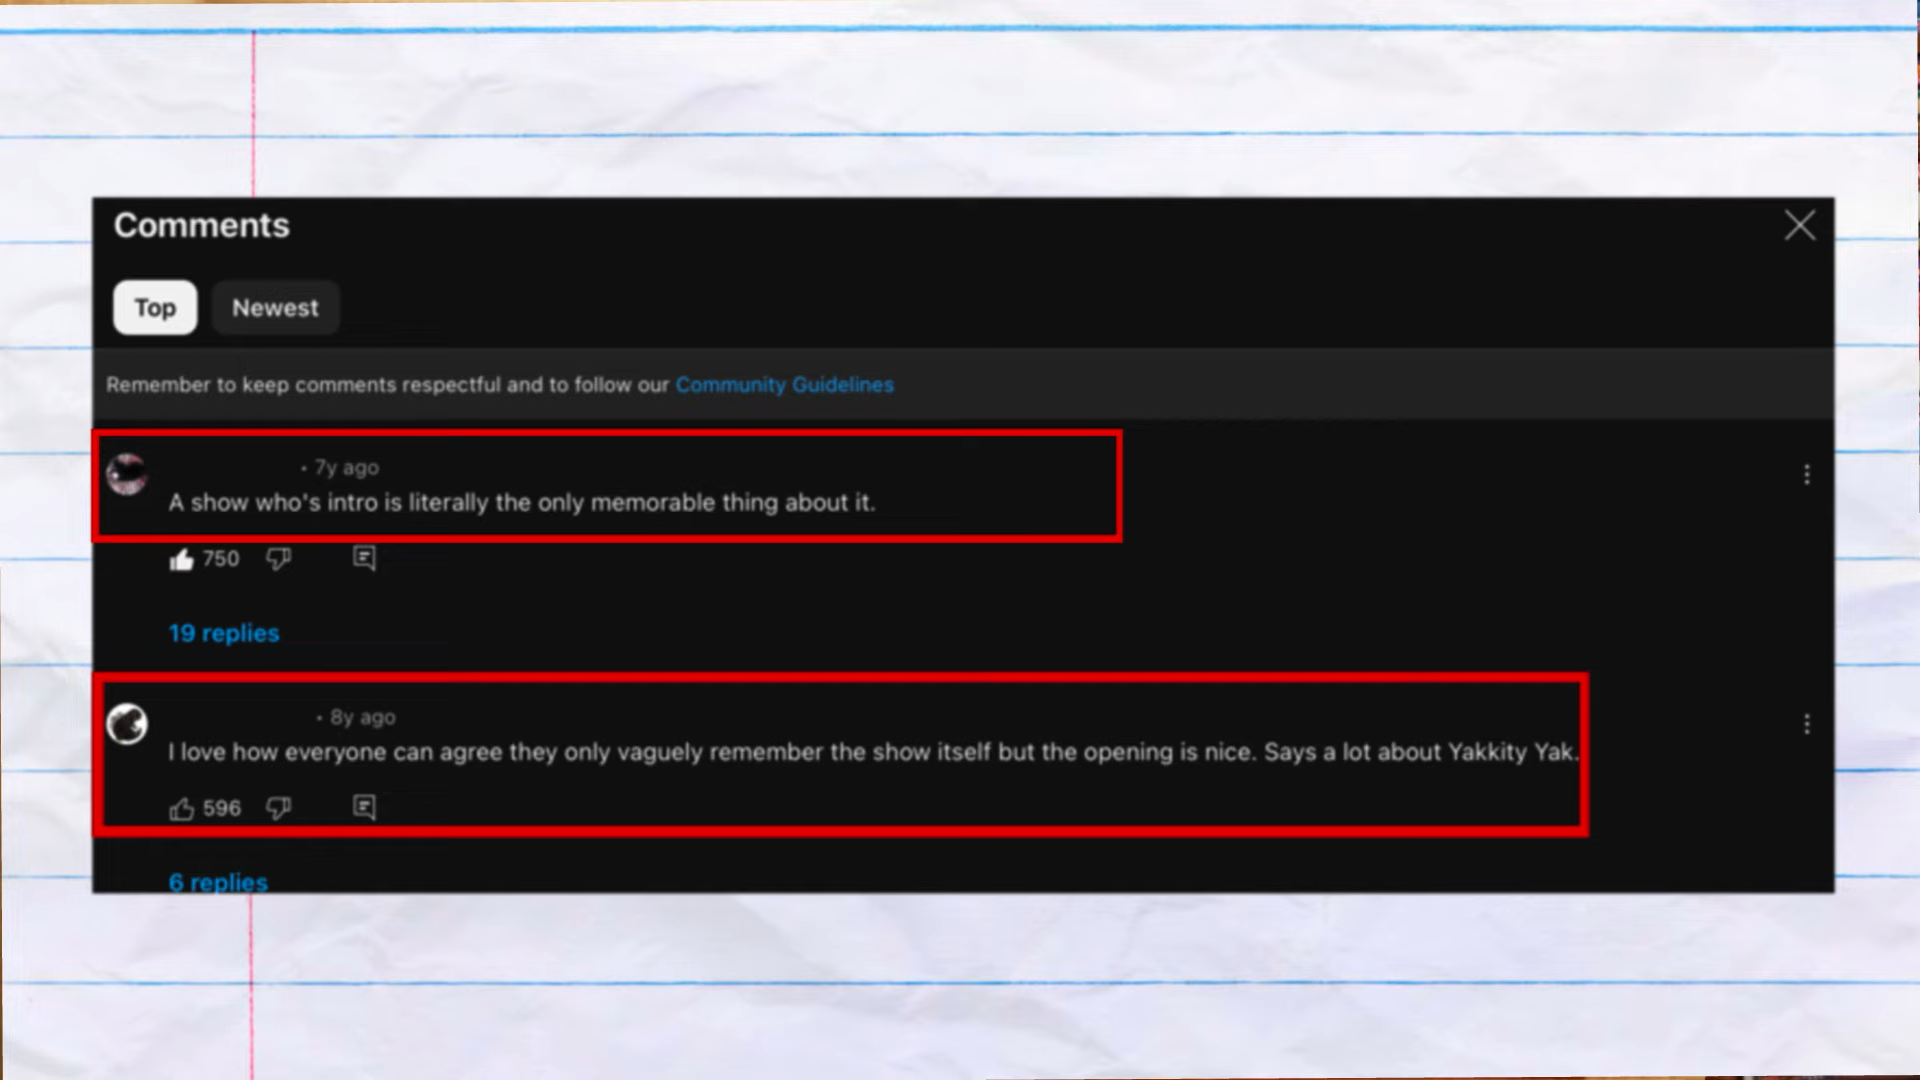 Comments
Top Newest
Remember to keep comments respectful and to follow our Community Guidelines
• 7y ago
A show who's intro is literally the only memorable thing about it.
750
19 replies
• 8y ago
I love how everyone can agree they only vaguely remember the show itself but the opening is nice. Says a lot about Yakkity Yak.
596
6 replies